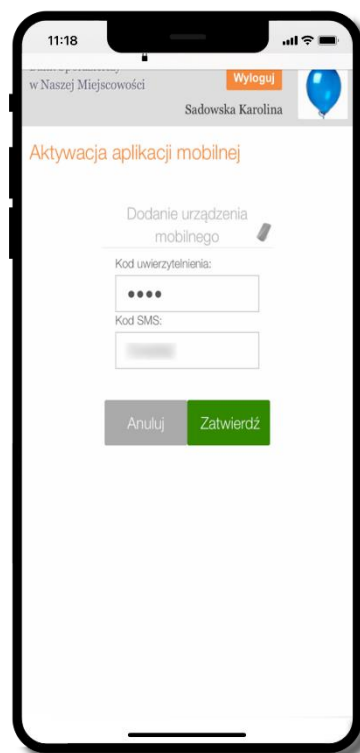 11:18
w Naszej Miejscowości
Wyloguj
Sadowska Karolina
Aktywacja aplikacji mobilnej
Dodanie urządzenia
mobilnego
Kod uwierzytelnienia:
••••
Kod SMS:
Anuluj
Zatwierdź